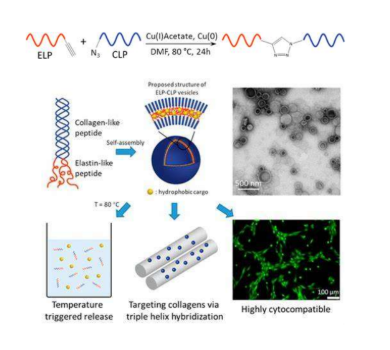 Cu(I)Acetate, Cu(0)
ELP + CLP
N3
DMF, 80 °C, 24h
N=N
N
Proposed structure of
ELP-CLP vesicles
Collagen-like
peptide
Self-assembly
Elastin-like
peptide
: hydrophobic cargo
500 nm
T = 80 °C
100 μm
Temperature
triggered release
Targeting collagens via
triple helix hybridization
Highly cytocompatible